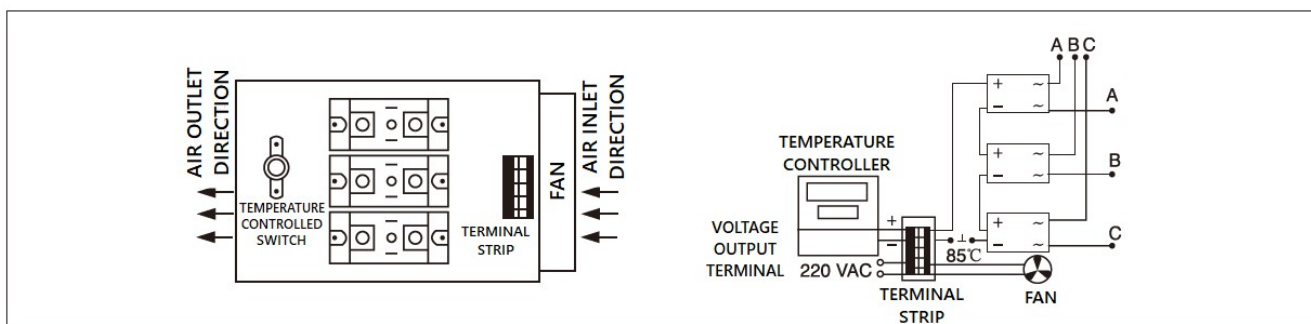 AIR OUTLET
DIRECTION
TEMPERATURE
CONTROLLED
SWITCH
TERMINAL
STRIP
FAN
AIR INLET
DIRECTION
A B C
+ ~
− ~
A
+ ~
− ~
B
+ ~
− ~
C
TEMPERATURE
CONTROLLER
+
−
VOLTAGE
OUTPUT
TERMINAL
220 VAC
85℃
TERMINAL
STRIP
FAN